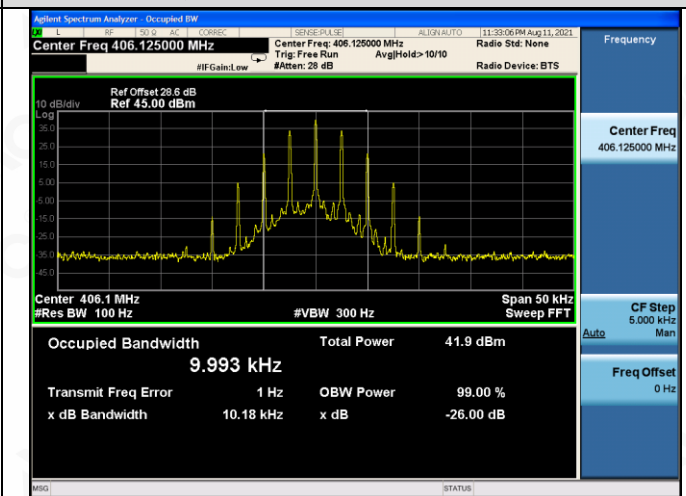 Agilent Spectrum Analyzer - Occupied BW
L RF 50 Ω AC CORREC SENSE:PULSE ALIGN AUTO 11:33:06 PM Aug 11, 2021
Center Freq 406.125000 MHz Center Freq: 406.125000 MHz Radio Std: None Frequency
Trig: Free Run Avg|Hold>10/10
#IFGain:Low #Atten: 28 dB Radio Device: BTS
Ref Offset 28.6 dB
10 dB/div Ref 45.00 dBm
Log
35.0
25.0
15.0
5.00
-5.00
-15.0
-25.0
-35.0
-45.0
Center Freq
406.125000 MHz
Center 406.1 MHz Span 50 kHz
#Res BW 100 Hz #VBW 300 Hz Sweep FFT
CF Step
5.000 kHz
Auto Man
Occupied Bandwidth Total Power 41.9 dBm
9.993 kHz
Freq Offset
0 Hz
Transmit Freq Error 1 Hz OBW Power 99.00 %
x dB Bandwidth 10.18 kHz x dB -26.00 dB
MSG STATUS